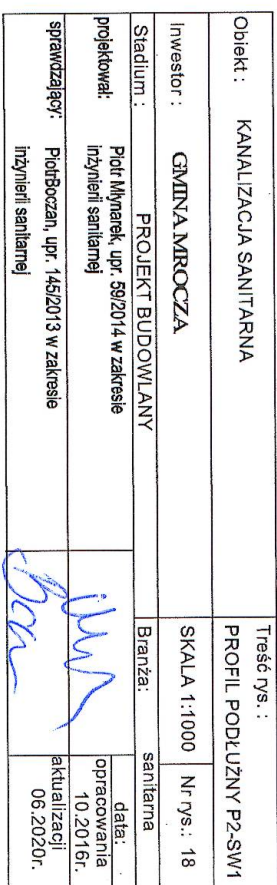 Obiekt : KANALIZACJA SANITARNA
Treść rys. :
PROFIL PODŁUŻNY P2-SW1
Inwestor : GMINA MROCZA
SKALA 1:1000 Nr rys.: 18
Stadium : PROJEKT BUDOWLANY
Branża: sanitarna
projektował: Piotr Młynarek, upr. 59/2014 w zakresie
inżynierii sanitarnej
data:
opracowania
10.2016r.
sprawdzający: PiotrBoczan, upr. 145/2013 w zakresie
inżynierii sanitarnej
aktualizacji
06.2020r.